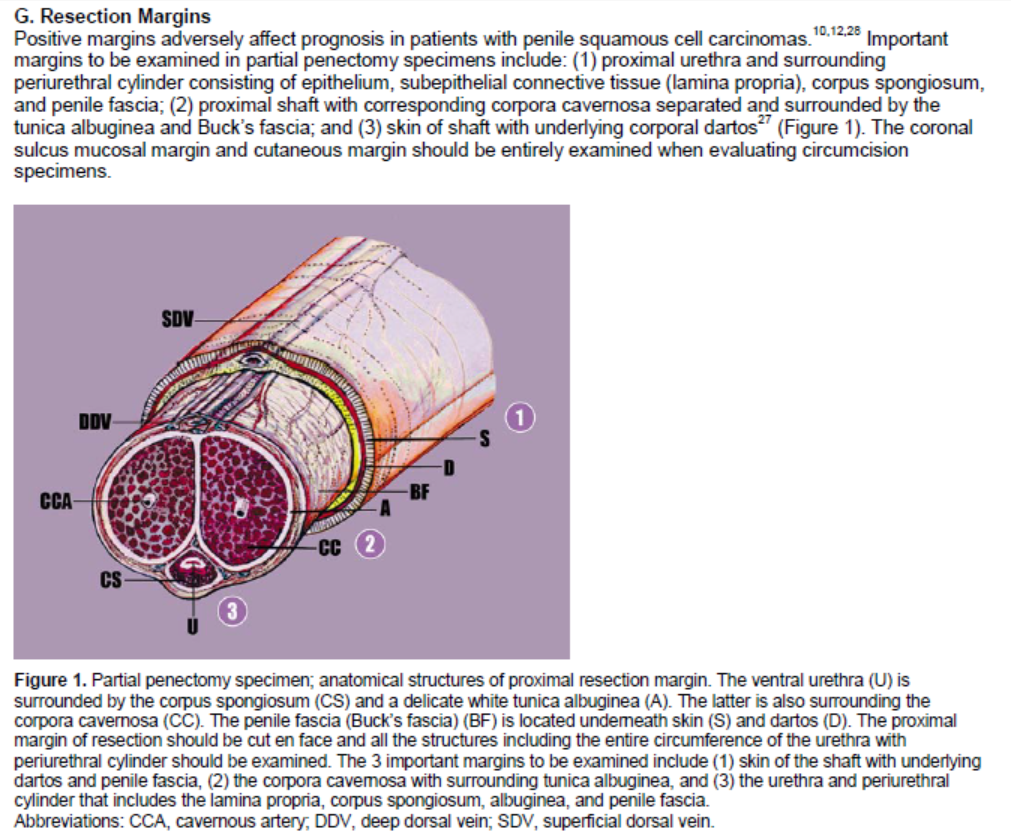 G. Resection Margins
Positive margins adversely affect prognosis in patients with penile squamous cell carcinomas.10,12,28 Important
margins to be examined in partial penectomy specimens include: (1) proximal urethra and surrounding
periurethral cylinder consisting of epithelium, subepithelial connective tissue (lamina propria), corpus spongiosum,
and penile fascia; (2) proximal shaft with corresponding corpora cavernosa separated and surrounded by the
tunica albuginea and Buck's fascia; and (3) skin of shaft with underlying corporal dartos27 (Figure 1). The coronal
sulcus mucosal margin and cutaneous margin should be entirely examined when evaluating circumcision
specimens.
SDV
DDV
1
S
D
CCA
BF
A
CC 2
CS
3
U
Figure 1. Partial penectomy specimen; anatomical structures of proximal resection margin. The ventral urethra (U) is
surrounded by the corpus spongiosum (CS) and a delicate white tunica albuginea (A). The latter is also surrounding the
corpora cavernosa (CC). The penile fascia (Buck's fascia) (BF) is located underneath skin (S) and dartos (D). The proximal
margin of resection should be cut en face and all the structures including the entire circumference of the urethra with
periurethral cylinder should be examined. The 3 important margins to be examined include (1) skin of the shaft with underlying
dartos and penile fascia, (2) the corpora cavernosa with surrounding tunica albuginea, and (3) the urethra and periurethral
cylinder that includes the lamina propria, corpus spongiosum, albuginea, and penile fascia.
Abbreviations: CCA, cavernous artery; DDV, deep dorsal vein; SDV, superficial dorsal vein.